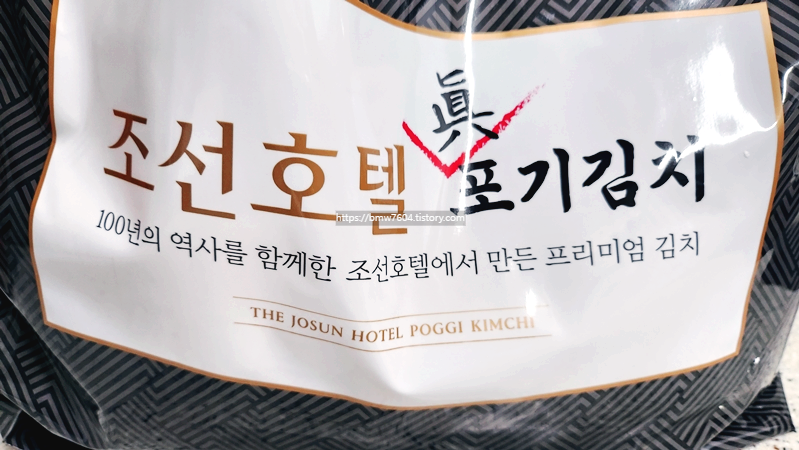 조선호텔 眞 포기김치
https://bmw7604.tistory.com
100년의 역사를 함께한 조선호텔에서 만든 프리미엄 김치
THE JOSUN HOTEL POGGI KIMCHI